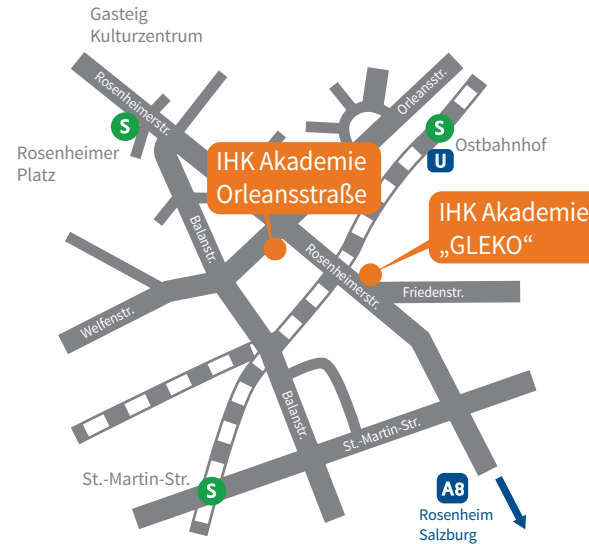 Gasteig
Kulturzentrum
Rosenheimerstr.
Orleansstr.
S
S
Ostbahnhof
U
Rosenheimer
Platz
IHK Akademie
Orleansstraße
IHK Akademie
„GLEKO“
Balanstr.
Rosenheimerstr.
Friedenstr.
Welfenstr.
Balanstr.
St.-Martin-Str.
St.-Martin-Str.
S
A8
Rosenheim
Salzburg